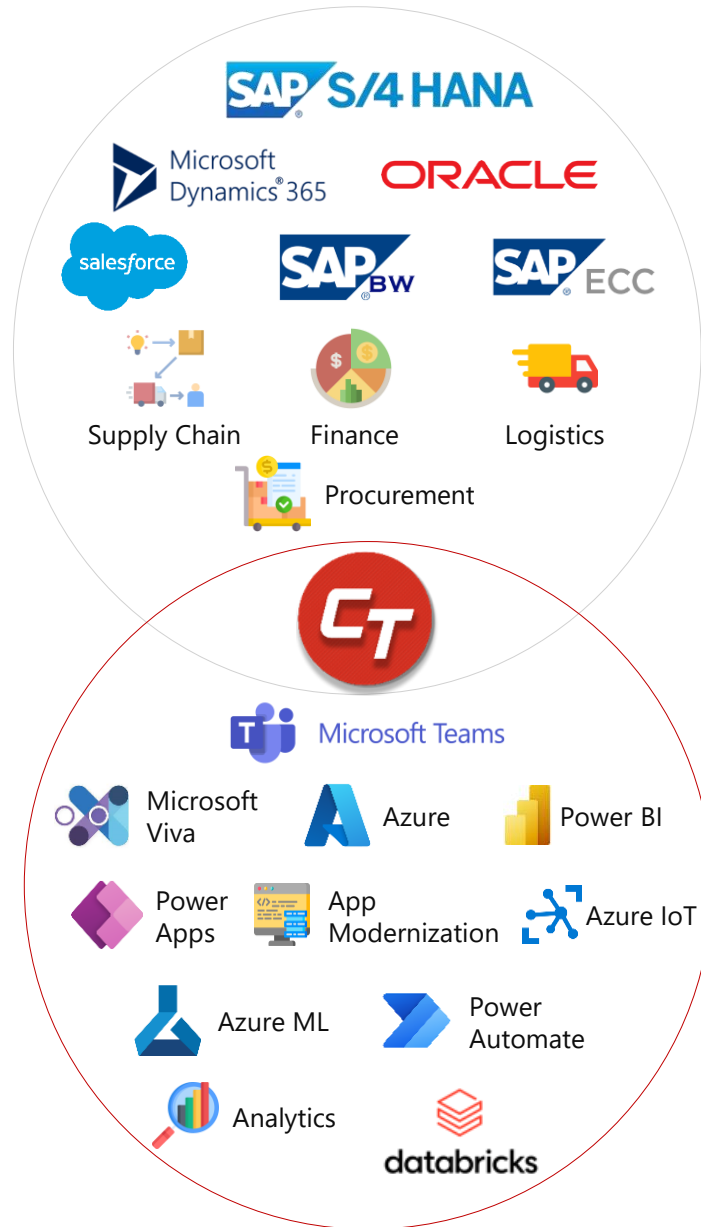 SAP® S/4 HANA
Microsoft
Dynamics® 365
ORACLE
salesforce
SAP® BW
SAP® ECC
Supply Chain
Finance
Logistics
Procurement
CT
T Microsoft Teams
Microsoft
Viva
Azure
Power BI
Power
Apps
App
Modernization
Azure IoT
Azure ML
Power
Automate
Analytics
databricks